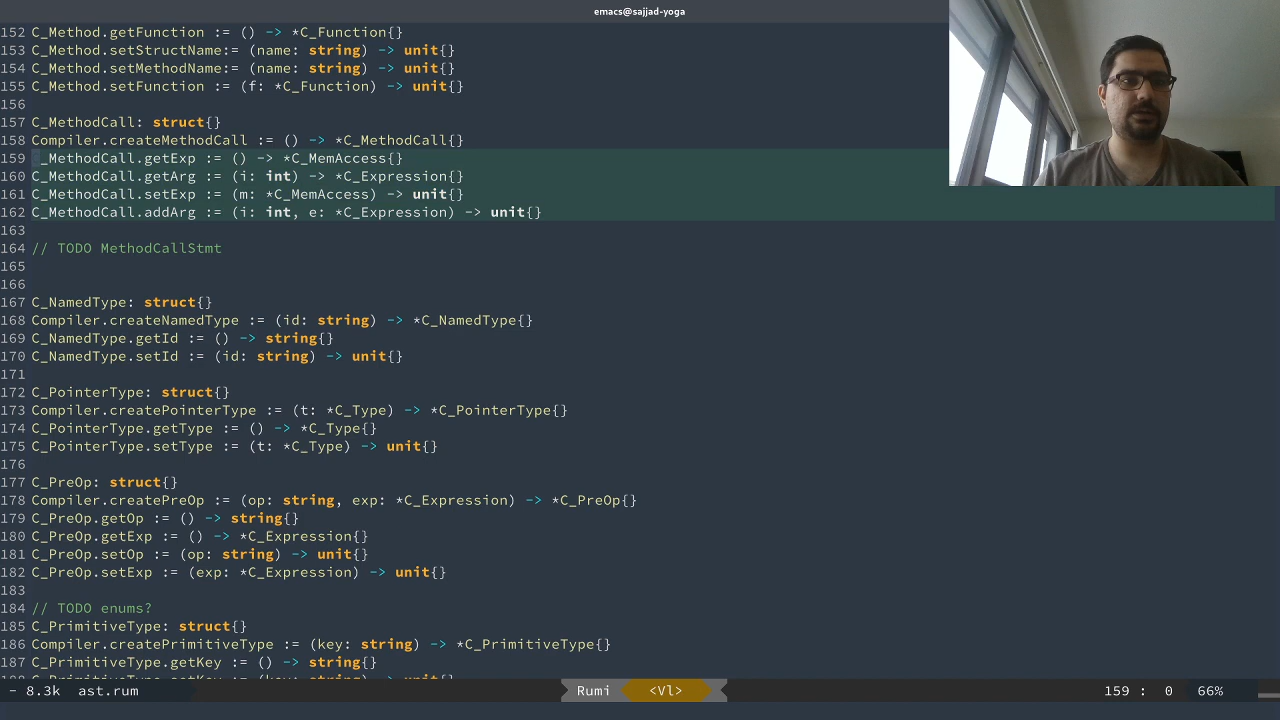 emacs@sajjad-yoga
152 C_Method.getFunction := () -> *C_Function{}
153 C_Method.setStructName:= (name: string) -> unit{}
154 C_Method.setMethodName:= (name: string) -> unit{}
155 C_Method.setFunction := (f: *C_Function) -> unit{}
156
157 C_MethodCall: struct{}
158 Compiler.createMethodCall := () -> *C_MethodCall{}
159 _MethodCall.getExp := () -> *C_MemAccess{}
160 C_MethodCall.getArg := (i: int) -> *C_Expression{}
161 C_MethodCall.setExp := (m: *C_MemAccess) -> unit{}
162 C_MethodCall.addArg := (i: int, e: *C_Expression) -> unit{}
163
164 // TODO MethodCallStmt
165
166
167 C_NamedType: struct{}
168 Compiler.createNamedType := (id: string) -> *C_NamedType{}
169 C_NamedType.getId := () -> string{}
170 C_NamedType.setId := (id: string) -> unit{}
171
172 C_PointerType: struct{}
173 Compiler.createPointerType := (t: *C_Type) -> *C_PointerType{}
174 C_PointerType.getType := () -> *C_Type{}
175 C_PointerType.setType := (t: *C_Type) -> unit{}
176
177 C_PreOp: struct{}
178 Compiler.createPreOp := (op: string, exp: *C_Expression) -> *C_PreOp{}
179 C_PreOp.getOp := () -> string{}
180 C_PreOp.getExp := () -> *C_Expression{}
181 C_PreOp.setOp := (op: string) -> unit{}
182 C_PreOp.setExp := (exp: *C_Expression) -> unit{}
183
184 // TODO enums?
185 C_PrimitiveType: struct{}
186 Compiler.createPrimitiveType := (key: string) -> *C_PrimitiveType{}
187 C_PrimitiveType.getKey := () -> string{}
- 8.3k ast.rum Rumi <Vl> 159 : 0 66%